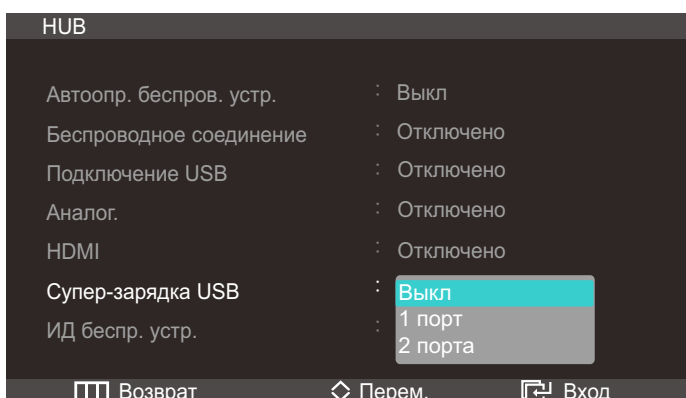 HUB
Автоопр. беспров. устр. : Выкл
Беспроводное соединение : Отключено
Подключение USB : Отключено
Аналог. : Отключено
HDMI : Отключено
Супер-зарядка USB : Выкл
1 порт
ИД беспр. устр. :
2 порта
Возврат Перем. Вход